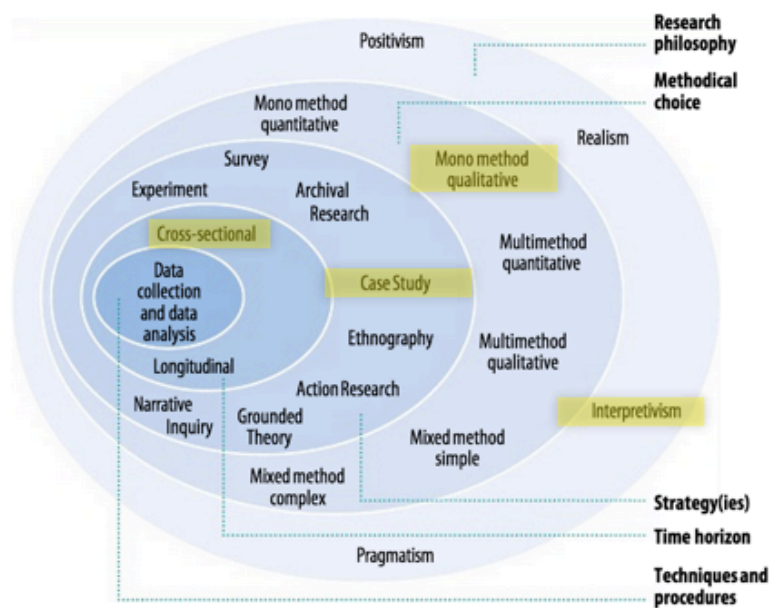 Positivism
Research
philosophy
Methodical
choice
Mono method
quantitative
Realism
Survey
Mono method
qualitative
Experiment
Archival
Research
Cross-sectional
Multimethod
quantitative
Data
collection
and data
analysis
Case Study
Ethnography
Multimethod
qualitative
Longitudinal
Action Research
Narrative
Inquiry
Grounded
Theory
Interpretivism
Mixed method
simple
Mixed method
complex
Strategy(ies)
Time horizon
Pragmatism
Techniques and
procedures